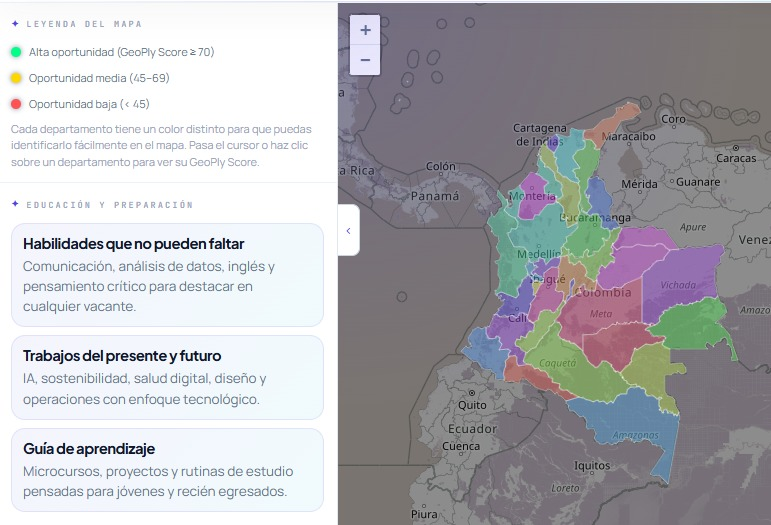 LEYENDA DEL MAPA
Alta oportunidad (GeoPly Score ≥ 70)
Oportunidad media (45–69)
Oportunidad baja (< 45)
Cada departamento tiene un color distinto para que puedas
identificarlo fácilmente en el mapa. Pasa el cursor o haz clic
sobre un departamento para ver su GeoPly Score.
EDUCACIÓN Y PREPARACIÓN
Habilidades que no pueden faltar
Comunicación, análisis de datos, inglés y
pensamiento crítico para destacar en
cualquier vacante.
Trabajos del presente y futuro
IA, sostenibilidad, salud digital, diseño y
operaciones con enfoque tecnológico.
Guía de aprendizaje
Microcursos, proyectos y rutinas de estudio
pensadas para jóvenes y recién egresados.
+
−
Cartagena
de Indias
Maracaibo
Coro
Caracas
a Rica
Colón
Panamá
Mérida
Guanare
Montería
Bucaramanga
Apure
Venez
Medellín
Ibagué
Colombia
Vichada
Meta
Amazo
Cali
Caquetá
Quito
Ecuador
Cuenca
Amazonas
Iquitos
Loreto
Piura